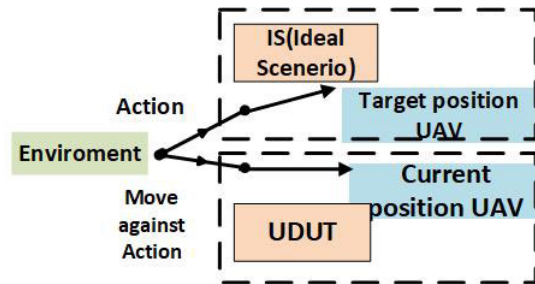 IS(Ideal
Scenerio)
Action
Target position
UAV
Enviroment
Current
position UAV
Move
against
Action
UDUT